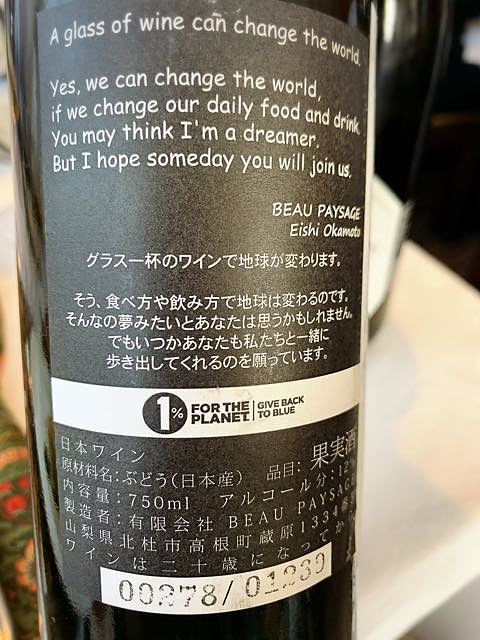 A glass of wine can change the world.
Yes, we can change the world,
if we change our daily food and drink.
You may think I'm a dreamer.
But I hope someday you will join us.
BEAU PAYSAGE
Eishi Okamoto
グラス一杯のワインで地球が変わります。
そう、食べ方や飲み方で地球は変わるのです。
そんなの夢みたいとあなたは思うかもしれません。
でもいつかあなたも私たちと一緒に
歩き出してくれるのを願っています。
1% FOR THE PLANET. GIVE BACK TO BLUE
日本ワイン
原材料名:ぶどう(日本産) 品目:果実酒
内容量:750ml アルコール分:12%
製造者:有限会社 BEAU PAYSAGE
山梨県北杜市高根町蔵原1334
ワインは二十歳になってか
00278/01230